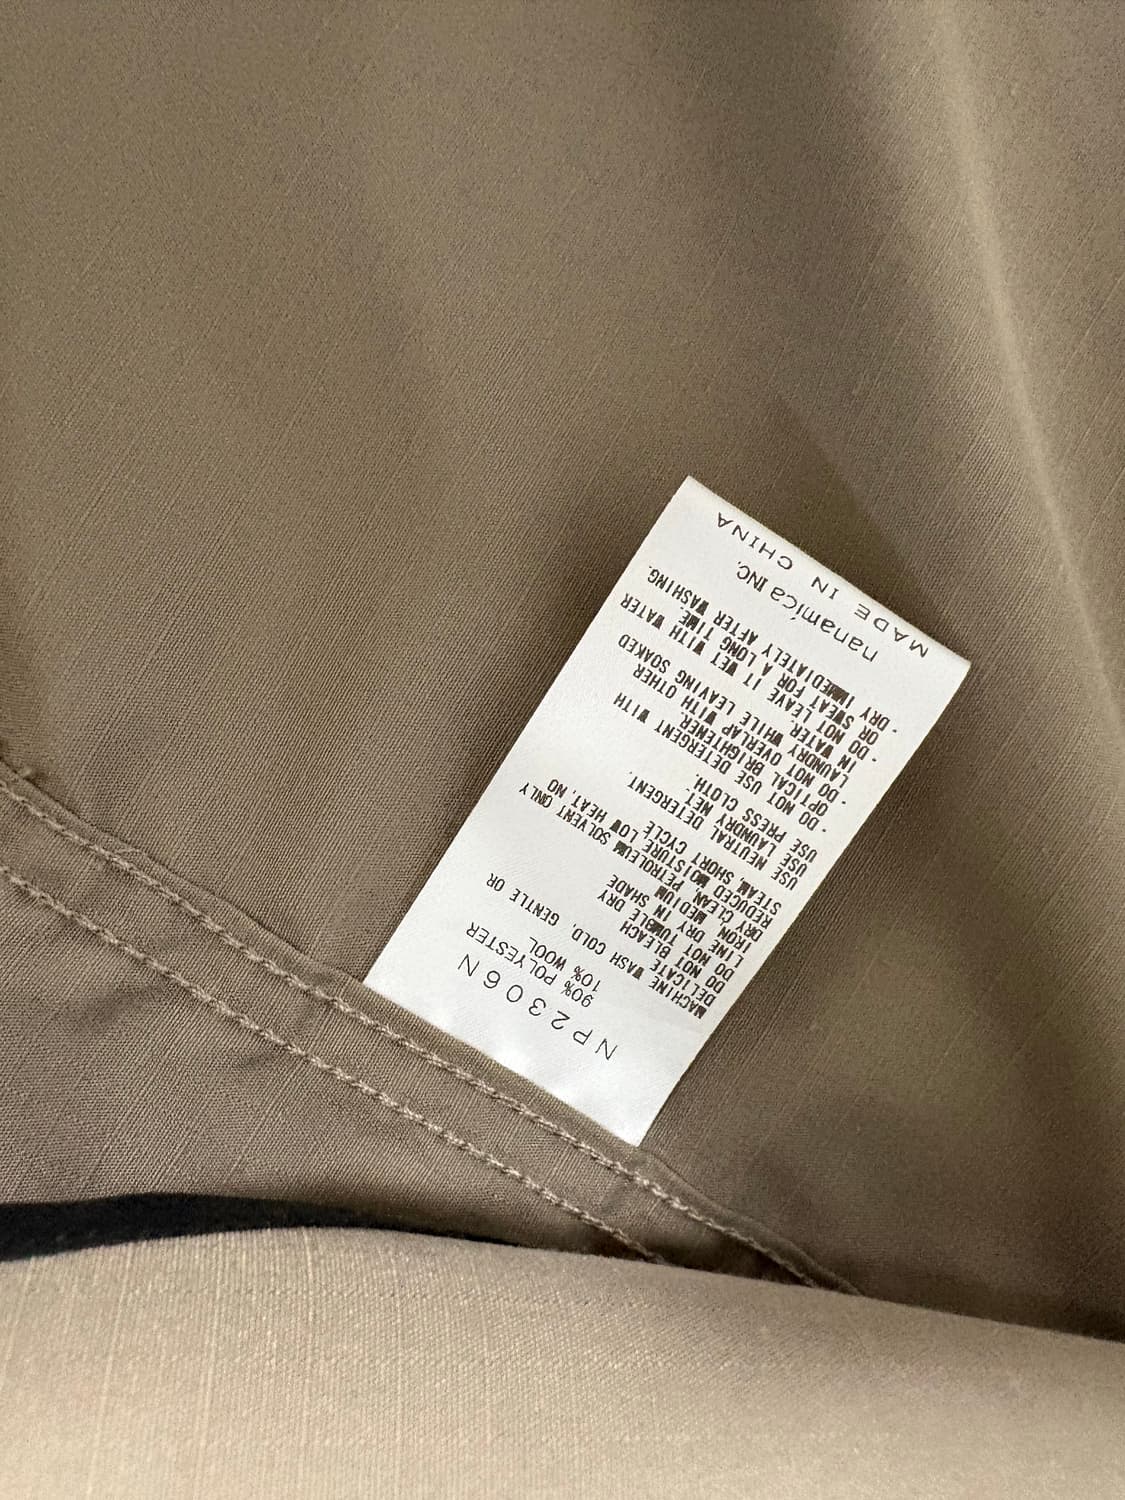 NP2306N
90% POLYESTER
10% WOOL
MACHINE WASH COLD, GENTLE OR
DELICATE
DO NOT BLEACH
DO NOT TUMBLE DRY
LINE DRY IN SHADE
IRON MEDIUM
DRY CLEAN, PETROLEUM SOLVENT ONLY
REDUCED MOISTURE LOW HEAT, NO
STEAM, SHORT CYCLE
USE NEUTRAL DETERGENT.
USE LAUNDRY NET.
USE PRESS CLOTH.
· DO NOT USE DETERGENT WITH
OPTICAL BRIGHTENER.
· DO NOT OVERLAP WITH OTHER
LAUNDRY WHILE LEAVING SOAKED
IN WATER.
· DO NOT LEAVE IT WET WITH WATER
OR SWEAT FOR A LONG TIME.
· DRY IMMEDIATELY AFTER WASHING.
nanamica INC.
MADE IN CHINA